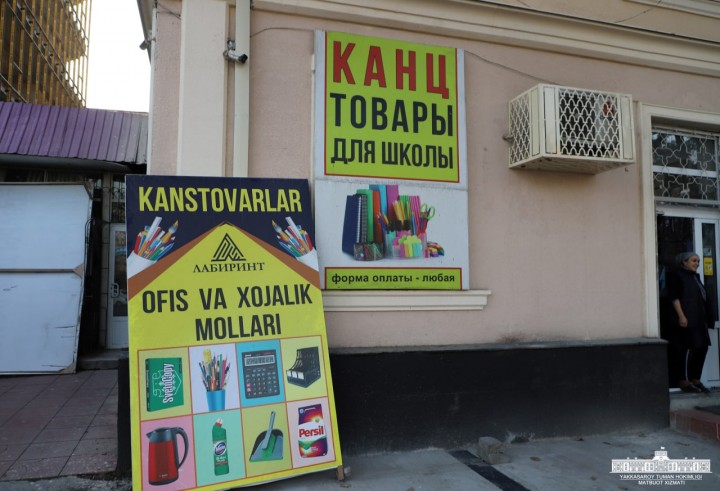 КАНЦ
ТОВАРЫ
ДЛЯ ШКОЛЫ
форма оплаты - любая
KANSTOVARLAR
ЛАБИРИНТ
OFIS VA XOJALIK
MOLLARI
SvetoCopy
Persil
YAKKASAROY TUMAN HOKIMLIGI
MATBUOT XIZMATI